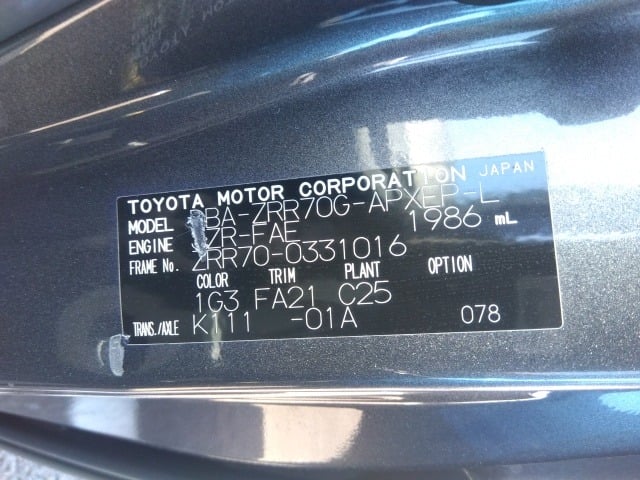 TOYOTA MOTOR CORPORATION JAPAN
MODEL DBA-ZRR70G-APXEP-L
ENGINE 3ZR-FAE 1986 mL
FRAME No. ZRR70-0331016
COLOR TRIM PLANT OPTION
1G3 FA21 C25
TRANS./AXLE K111 -01A 078